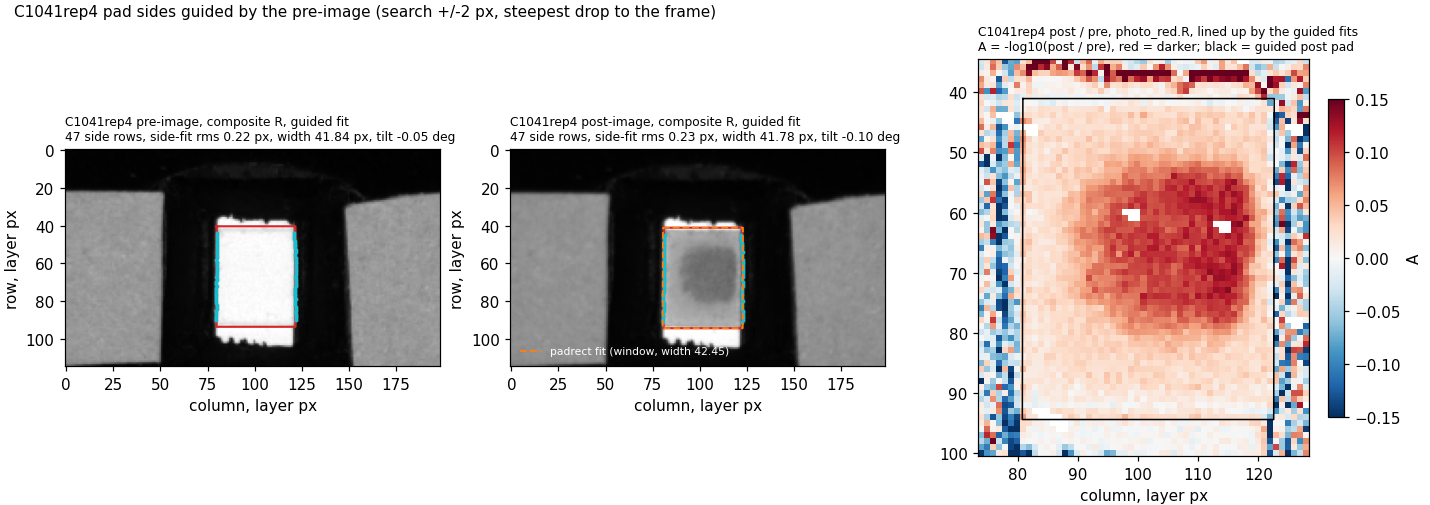 C1041rep4 pad sides guided by the pre-image (search +/-2 px, steepest drop to the frame)
C1041rep4 pre-image, composite R, guided fit
47 side rows, side-fit rms 0.22 px, width 41.84 px, tilt -0.05 deg
0
20
40
60
80
100
row, layer px
0 25 50 75 100 125 150 175
column, layer px
C1041rep4 post-image, composite R, guided fit
47 side rows, side-fit rms 0.23 px, width 41.78 px, tilt -0.10 deg
0
20
40
60
80
100
row, layer px
padrect fit (window, width 42.45)
0 25 50 75 100 125 150 175
column, layer px
C1041rep4 post / pre, photo_red.R, lined up by the guided fits
A = -log10(post / pre), red = darker; black = guided post pad
40
50
60
70
80
90
100
80 90 100 110 120
column, layer px
0.15
0.10
0.05
0.00
−0.05
−0.10
−0.15
A